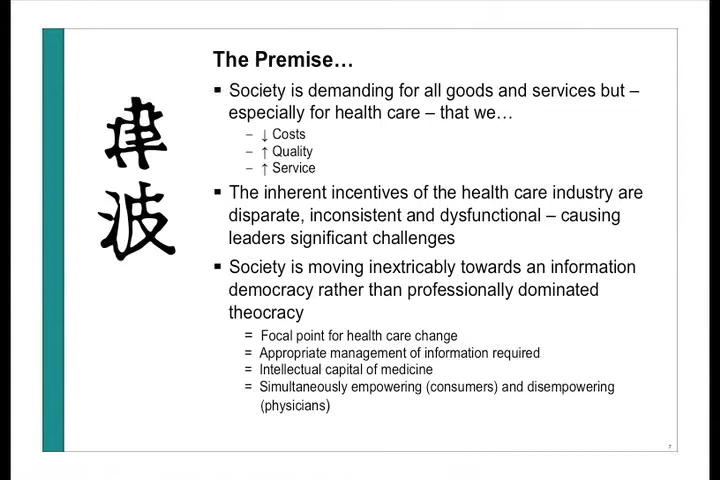 津
波
The Premise…
▪ Society is demanding for all goods and services but –
especially for health care – that we…
– ↓ Costs
– ↑ Quality
– ↑ Service
▪ The inherent incentives of the health care industry are
disparate, inconsistent and dysfunctional – causing
leaders significant challenges
▪ Society is moving inextricably towards an information
democracy rather than professionally dominated
theocracy
= Focal point for health care change
= Appropriate management of information required
= Intellectual capital of medicine
= Simultaneously empowering (consumers) and disempowering
(physicians)
7